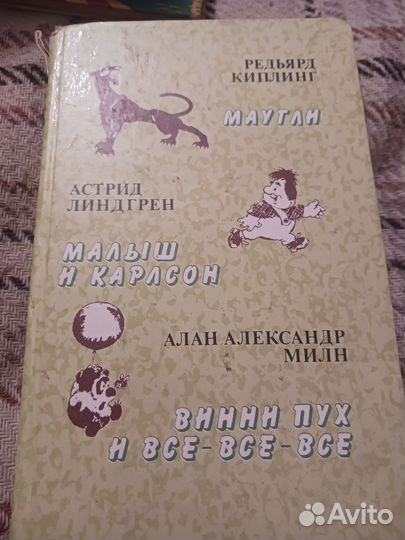 РЕДЬЯРД
КИПЛИНГ
МАУГЛИ
АСТРИД
ЛИНДГРЕН
МАЛЫШ
И КАРЛСОН
АЛАН АЛЕКСАНДР
МИЛН
ВИННИ ПУХ
И ВСЕ-ВСЕ-ВСЕ
Avito